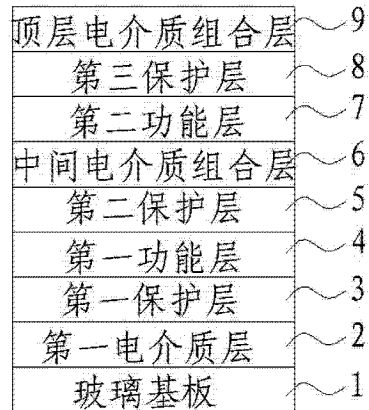 顶层电介质组合层 9
第三保护层 8
第二功能层 7
中间电介质组合层 6
第二保护层 5
第一功能层 4
第一保护层 3
第一电介质层 2
玻璃基板 1